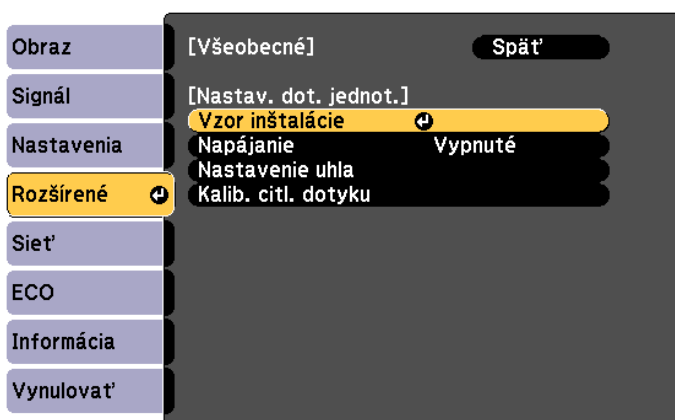 Obraz
Signál
Nastavenia
Rozšírené
Sieť
ECO
Informácia
Vynulovať
[Všeobecné] Späť
[Nastav. dot. jednot.]
Vzor inštalácie
Napájanie Vypnuté
Nastavenie uhla
Kalib. citl. dotyku